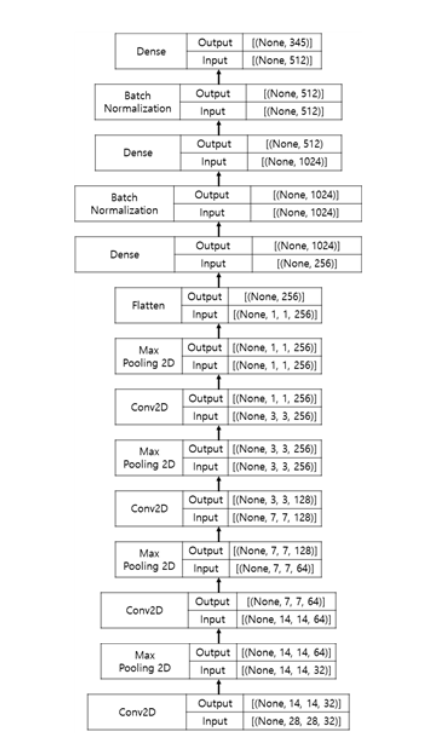 Dense Output [(None, 345)]
Input [(None, 512)]
Batch Normalization Output [(None, 512)]
Input [(None, 512)]
Dense Output [(None, 512)
Input [(None, 1024)]
Batch Normalization Output [(None, 1024)]
Input [(None, 1024)]
Dense Output [(None, 1024)]
Input [(None, 256)]
Flatten Output [(None, 256)]
Input [(None, 1, 1, 256)]
Max Pooling 2D Output [(None, 1, 1, 256)]
Input [(None, 1, 1, 256)]
Conv2D Output [(None, 1, 1, 256)]
Input [(None, 3, 3, 256)]
Max Pooling 2D Output [(None, 3, 3, 256)]
Input [(None, 3, 3, 256)]
Conv2D Output [(None, 3, 3, 128)]
Input [(None, 7, 7, 128)]
Max Pooling 2D Output [(None, 7, 7, 128)]
Input [(None, 7, 7, 64)]
Conv2D Output [(None, 7, 7, 64)]
Input [(None, 14, 14, 64)]
Max Pooling 2D Output [(None, 14, 14, 64)]
Input [(None, 14, 14, 32)]
Conv2D Output [(None, 14, 14, 32)]
Input [(None, 28, 28, 32)]